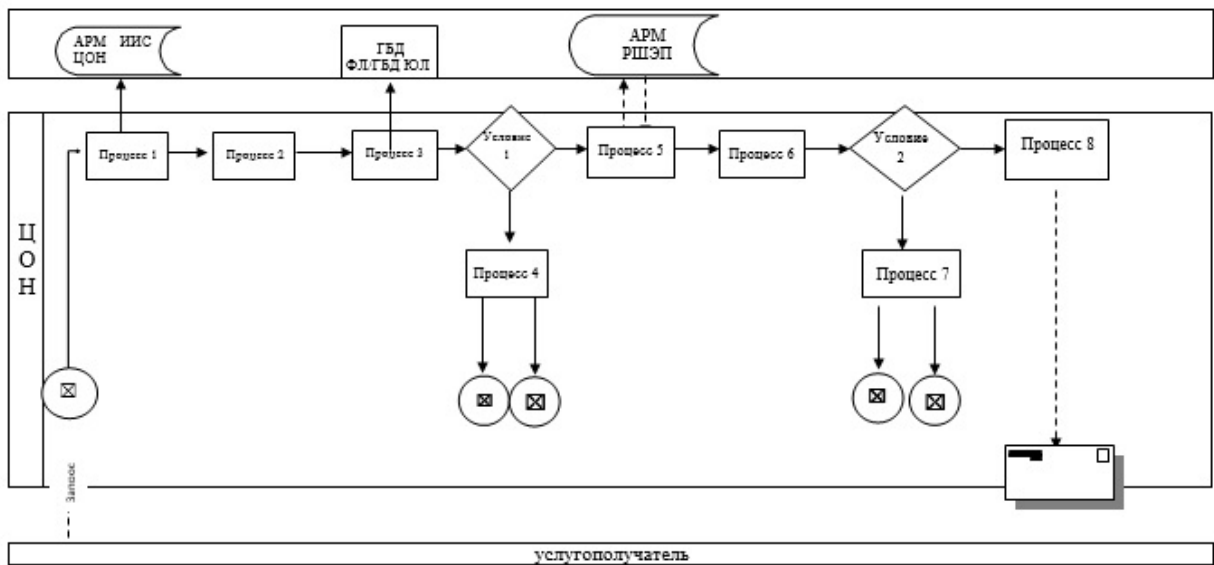 АРМ ИИС
ЦОН
ГБД
ФЛ/ГБД ЮЛ
АРМ
РШЭП
Процесс 1
Процесс 2
Процесс 3
Условие
1
Процесс 5
Процесс 6
Условие
2
Процесс 8
Ц
О
Н
Процесс 4
Процесс 7
Запрос
услугополучатель